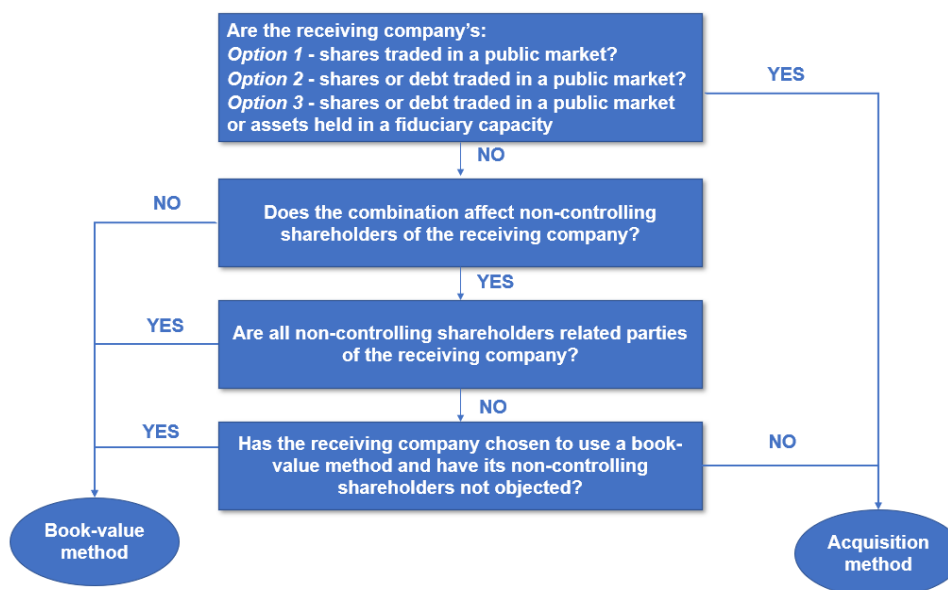 Are the receiving company's:
Option 1 - shares traded in a public market?
Option 2 - shares or debt traded in a public market?
Option 3 - shares or debt traded in a public market
or assets held in a fiduciary capacity
YES
NO
NO
Does the combination affect non-controlling
shareholders of the receiving company?
YES
YES
Are all non-controlling shareholders related parties
of the receiving company?
NO
YES
Has the receiving company chosen to use a book-
value method and have its non-controlling
shareholders not objected?
NO
Book-value
method
Acquisition
method